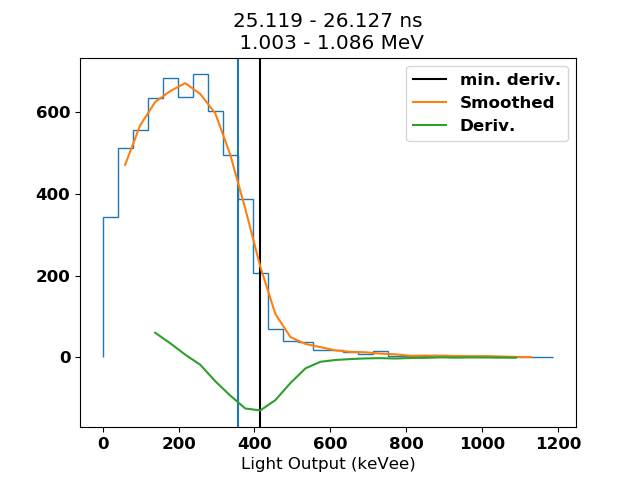 25.119 - 26.127 ns
1.003 - 1.086 MeV
min. deriv.
Smoothed
Deriv.
600
400
200
0
0 200 400 600 800 1000 1200
Light Output (keVee)